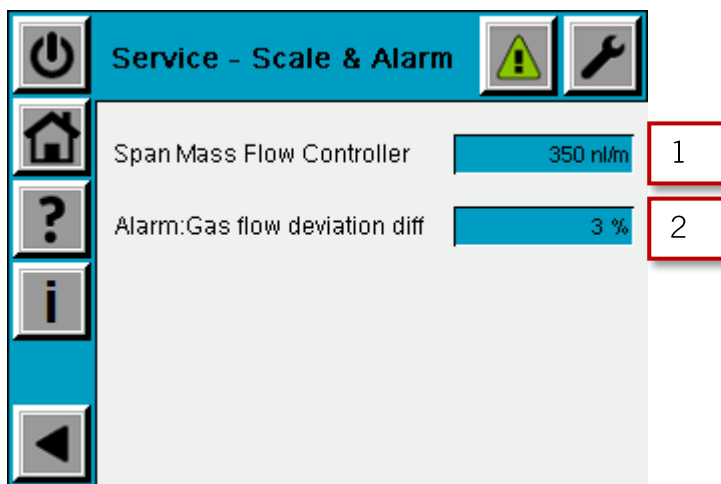 Service - Scale & Alarm
Span Mass Flow Controller 350 nl/m 1
Alarm:Gas flow deviation diff 3 % 2
?
i